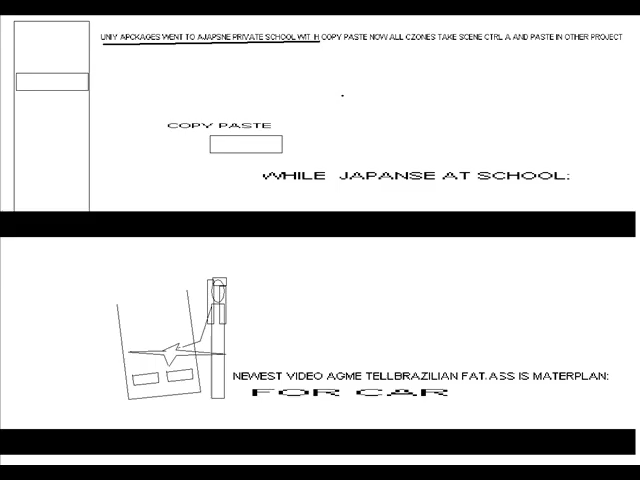 UNIY APCKAGES WENT TO AJAPSNE PRIVATE SCHOOL WIT H COPY PASTE NOW ALL CZONES TAKE SCENE CTRL A AND PASTE IN OTHER PROJECT
COPY PASTE
WHILE JAPANSE AT SCHOOL:
NEWEST VIDEO AGME TELLBRAZILIAN FAT.ASS IS MATERPLAN:
FOR CAR